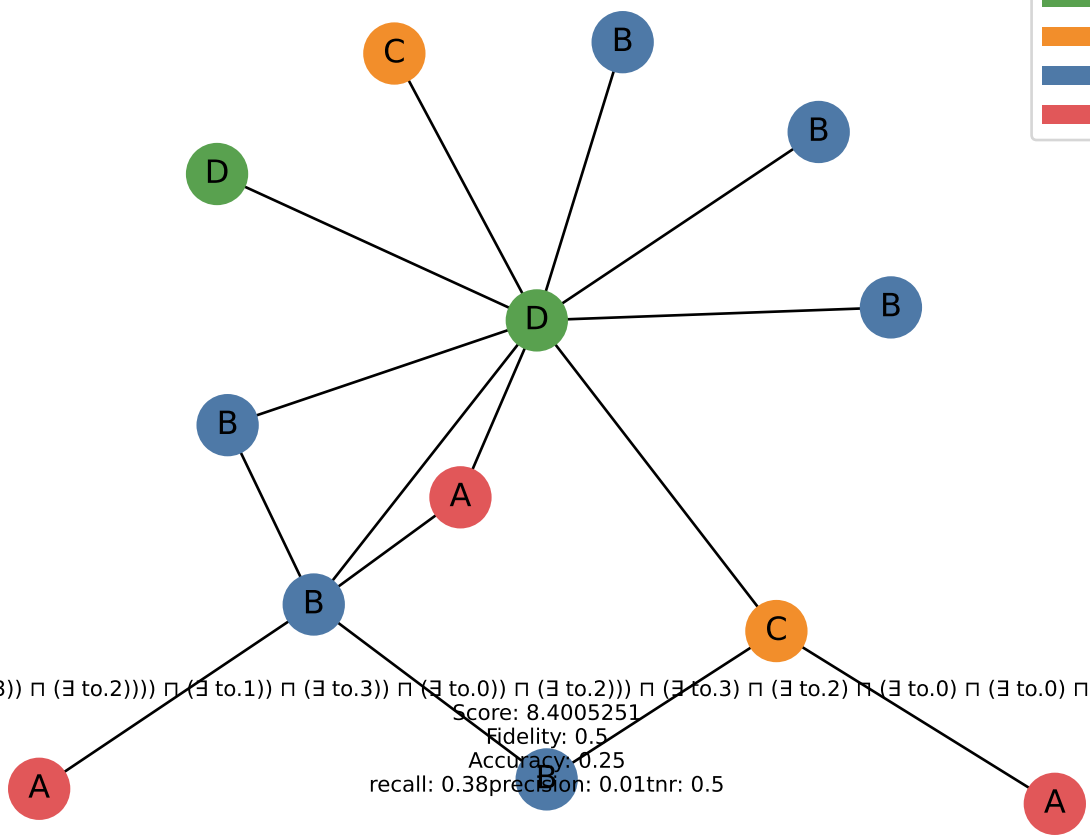 C
B
B
D
D
B
B
A
B
C
3)) ⊓ (∃ to.2)))) ⊓ (∃ to.1)) ⊓ (∃ to.3)) ⊓ (∃ to.0)) ⊓ (∃ to.2))) ⊓ (∃ to.3) ⊓ (∃ to.2) ⊓ (∃ to.0) ⊓ (∃ to.0) ⊓
Score: 8.4005251
Fidelity: 0.5
Accuracy: 0.25
recall: 0.38precision: 0.01tnr: 0.5
A
B
A